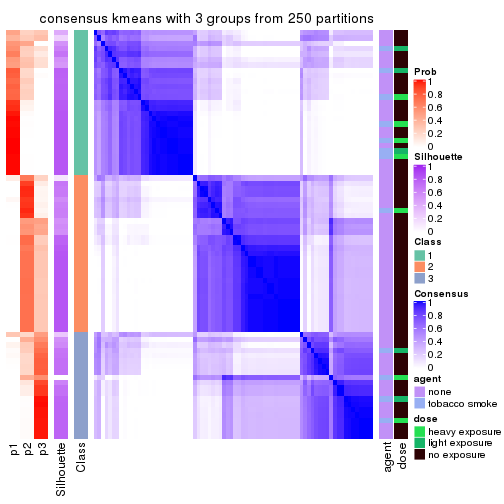 consensus kmeans with 3 groups from 250 partitions
Prob
1
0.8
0.6
0.4
0.2
0
Silhouette
1
0.8
0.6
0.4
0.2
0
Class
1
2
3
Consensus
1
0.8
0.6
0.4
0.2
0
agent
none
tobacco smoke
dose
heavy exposure
light exposure
no exposure
p1
p2
p3
Silhouette
Class
agent
dose